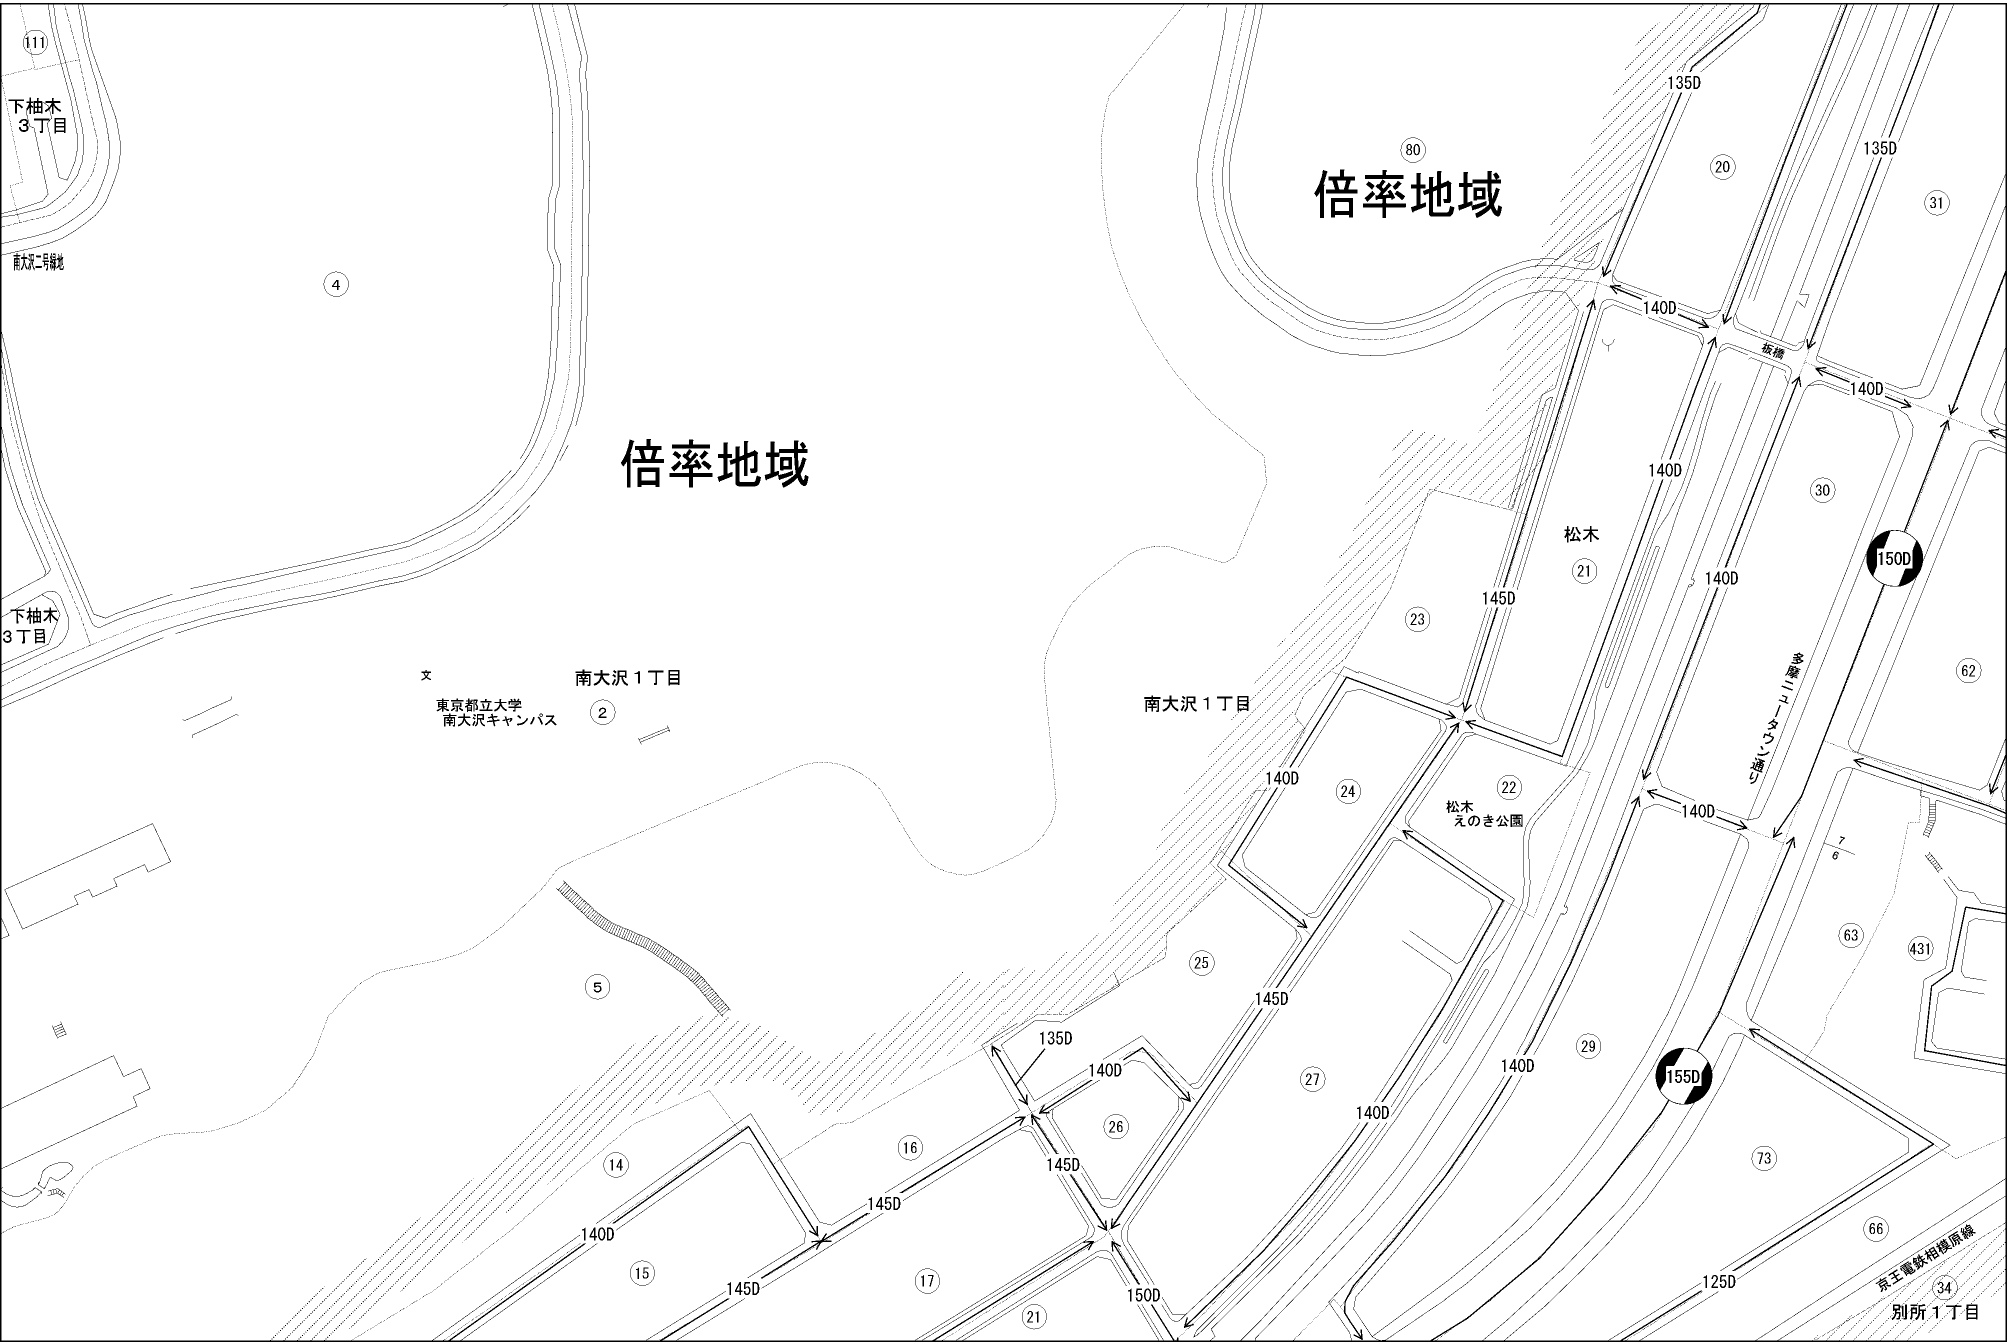 111
下柚木
３丁目
南大沢二号緑地
4
倍率地域
80
倍率地域
135D
20
135D
31
140D
板橋
140D
140D
30
松木
21
150D
140D
145D
23
62
下柚木
３丁目
文
東京都立大学
南大沢キャンパス
南大沢１丁目
2
南大沢１丁目
多摩ニュータウン通り
140D
24
22
松木
えのき公園
140D
7
6
63
431
25
5
145D
135D
140D
27
29
140D
155D
140D
26
16
145D
73
14
145D
140D
15
145D
17
150D
21
66
125D
京王電鉄相模原線
34
別所１丁目